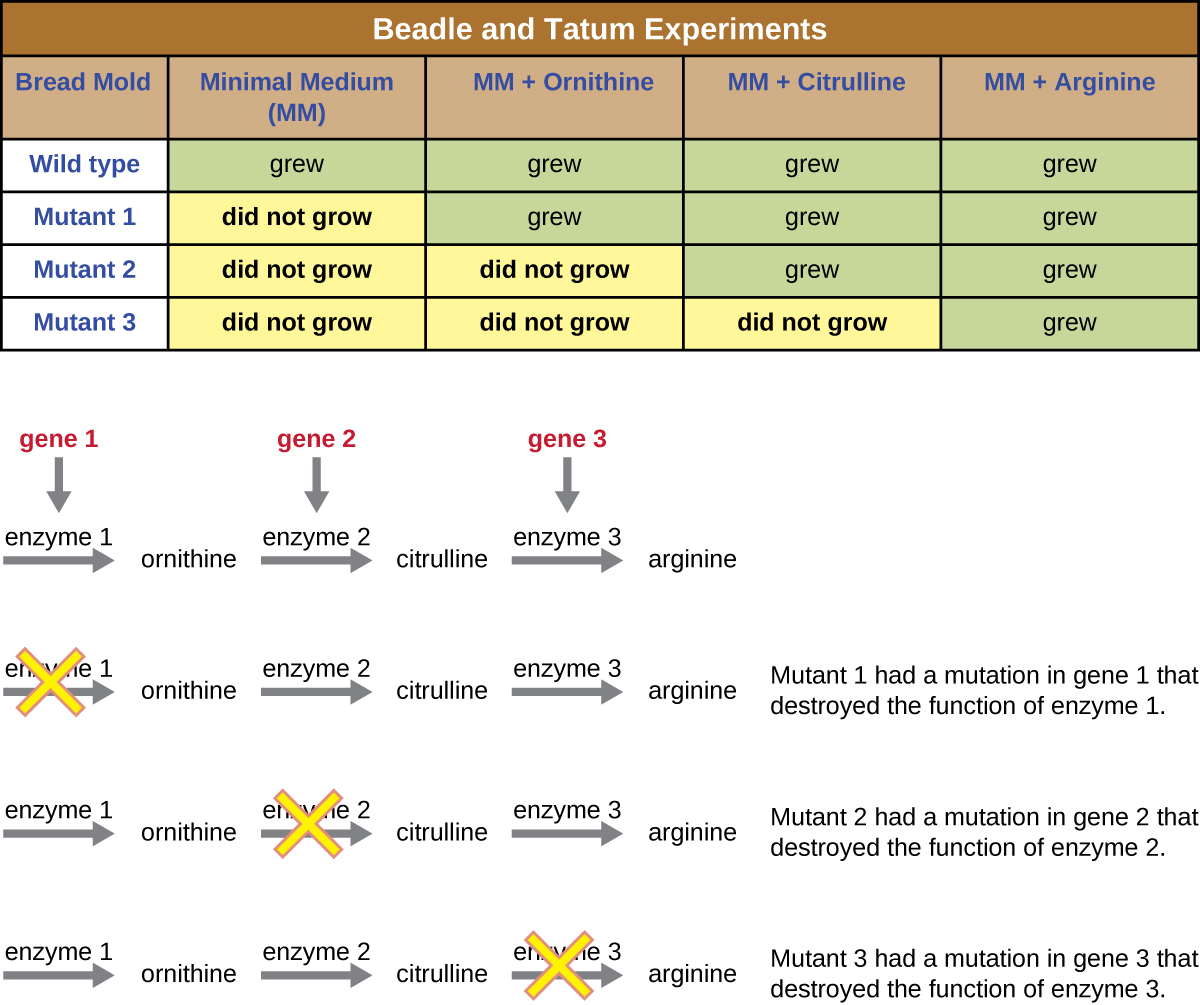 Beadle and Tatum Experiments
Bread Mold
Minimal Medium
(MM)
MM + Ornithine
MM + Citrulline
MM + Arginine
Wild type
grew
grew
grew
grew
Mutant 1
did not grow
grew
grew
grew
Mutant 2
did not grow
did not grow
grew
grew
Mutant 3
did not grow
did not grow
did not grow
grew
gene 1
gene 2
gene 3
enzyme 1
ornithine
enzyme 2
citrulline
enzyme 3
arginine
enzyme 1
ornithine
enzyme 2
citrulline
enzyme 3
arginine
Mutant 1 had a mutation in gene 1 that
destroyed the function of enzyme 1.
enzyme 1
ornithine
enzyme 2
citrulline
enzyme 3
arginine
Mutant 2 had a mutation in gene 2 that
destroyed the function of enzyme 2.
enzyme 1
ornithine
enzyme 2
citrulline
enzyme 3
arginine
Mutant 3 had a mutation in gene 3 that
destroyed the function of enzyme 3.